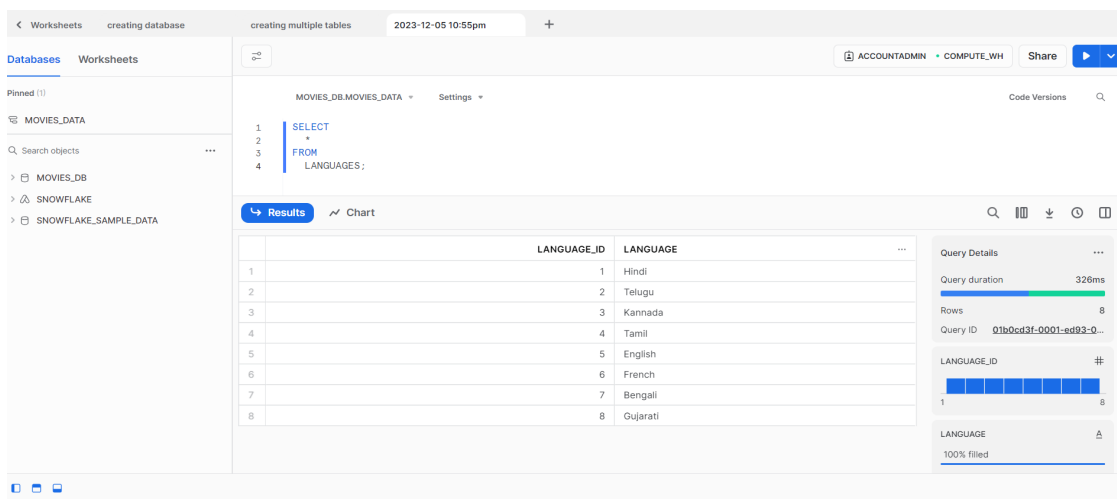 Worksheets creating database creating multiple tables 2023-12-05 10:55pm +
Databases Worksheets
ACCOUNTADMIN • COMPUTE_WH Share
Pinned (1)
MOVIES_DATA
Search objects ...
MOVIES_DB
SNOWFLAKE
SNOWFLAKE_SAMPLE_DATA
MOVIES_DB.MOVIES_DATA Settings Code Versions
1 SELECT
2 *
3 FROM
4 LANGUAGES;
Results Chart
LANGUAGE_ID LANGUAGE ...
1 1 Hindi
2 2 Telugu
3 3 Kannada
4 4 Tamil
5 5 English
6 6 French
7 7 Bengali
8 8 Gujarati
Query Details ...
Query duration 326ms
Rows 8
Query ID 01b0cd3f-0001-ed93-0...
LANGUAGE_ID #
1 8
LANGUAGE A
100% filled